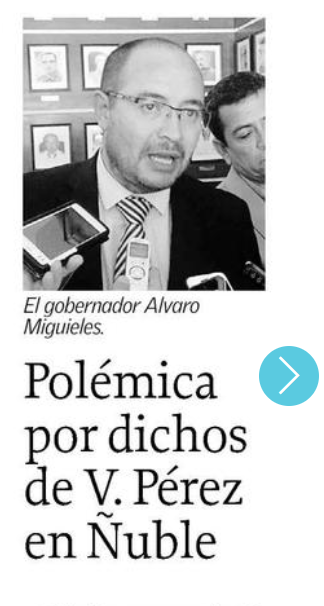 El gobernador Alvaro
Miguieles.
Polémica
por dichos
de V. Pérez
en Ñuble